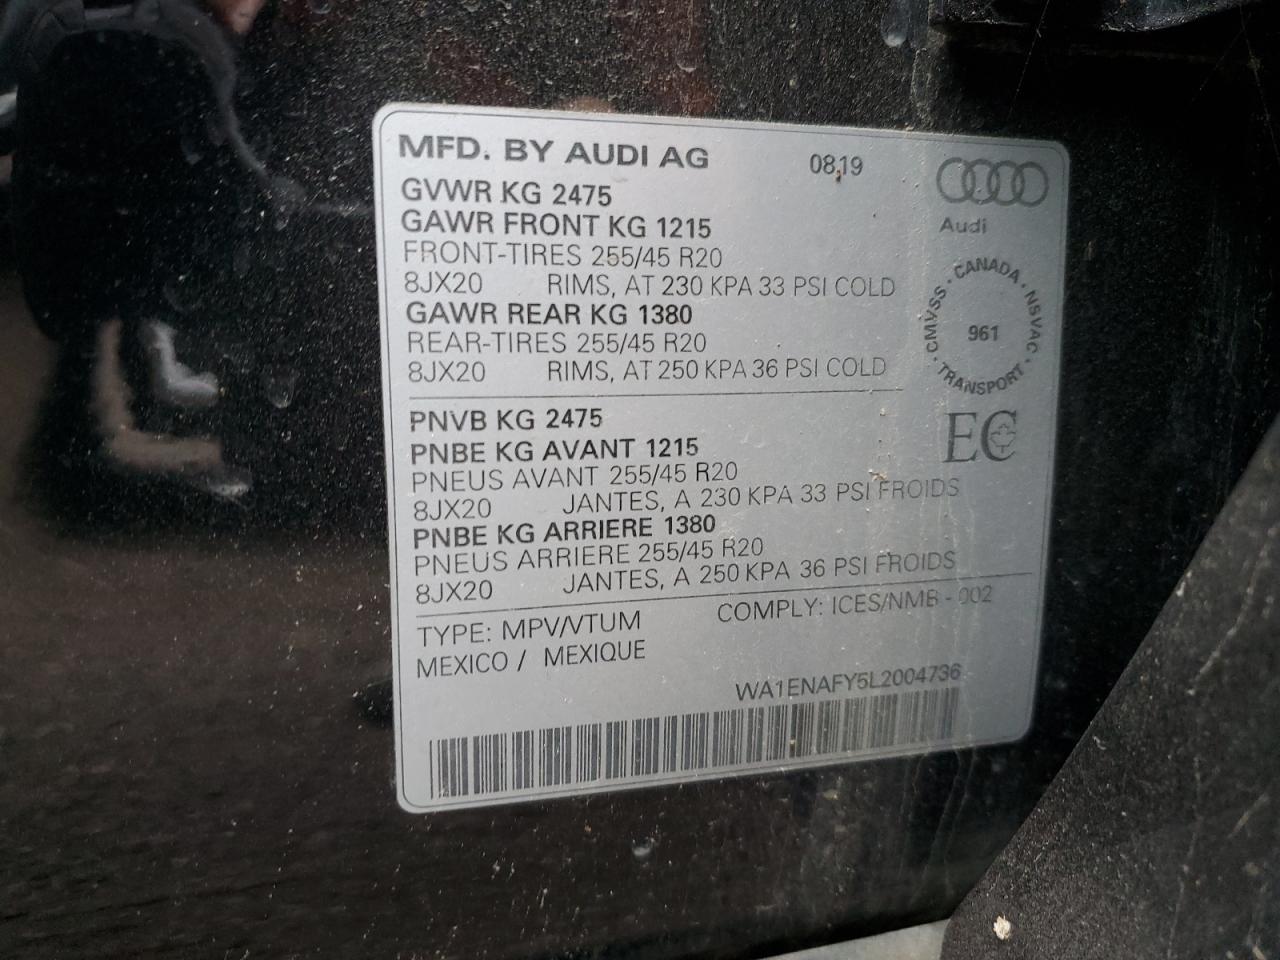 MFD. BY AUDI AG 08.19
Audi
GVWR KG 2475
GAWR FRONT KG 1215
FRONT-TIRES 255/45 R20
8JX20 RIMS, AT 230 KPA 33 PSI COLD
GAWR REAR KG 1380
REAR-TIRES 255/45 R20
8JX20 RIMS, AT 250 KPA 36 PSI COLD
CMVSS · CANADA · NSVAC · TRANSPORT ·
961
EC
PNVB KG 2475
PNBE KG AVANT 1215
PNEUS AVANT 255/45 R20
8JX20 JANTES, A 230 KPA 33 PSI FROIDS
PNBE KG ARRIERE 1380
PNEUS ARRIERE 255/45 R20
8JX20 JANTES, A 250 KPA 36 PSI FROIDS
TYPE: MPV/VTUM COMPLY: ICES/NMB - 002
MEXICO / MEXIQUE
WA1ENAFY5L2004736